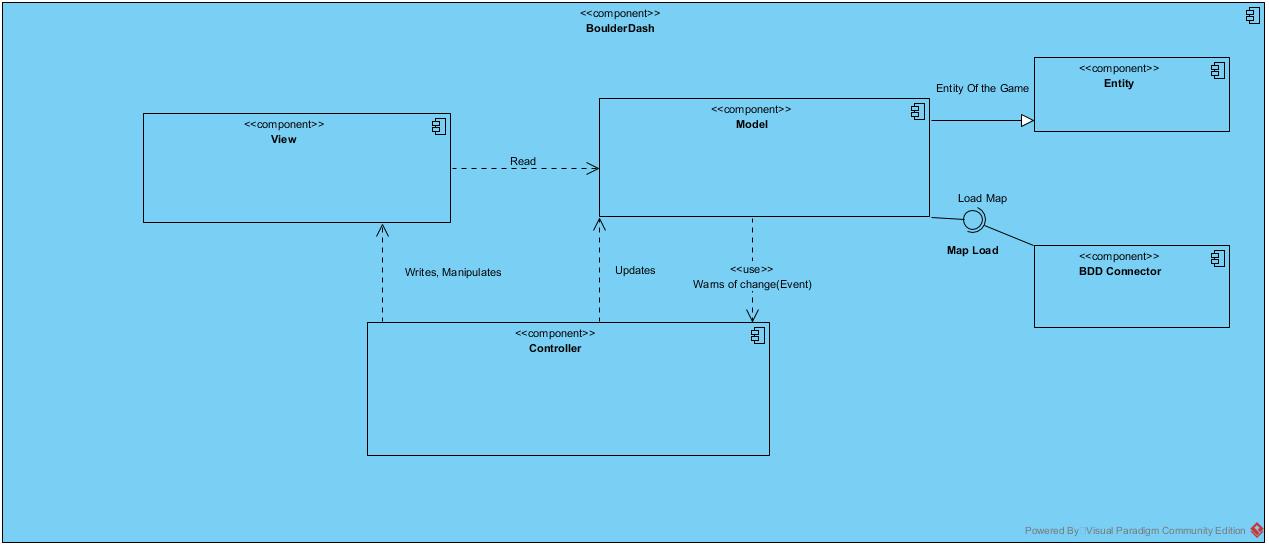 <<component>>
BoulderDash
<<component>>
Entity
Entity Of the Game
<<component>>
Model
<<component>>
View
Read
Load Map
Map Load
<<component>>
BDD Connector
Writes, Manipulates
Updates
<<use>>
Warns of change(Event)
<<component>>
Controller
Powered By Visual Paradigm Community Edition